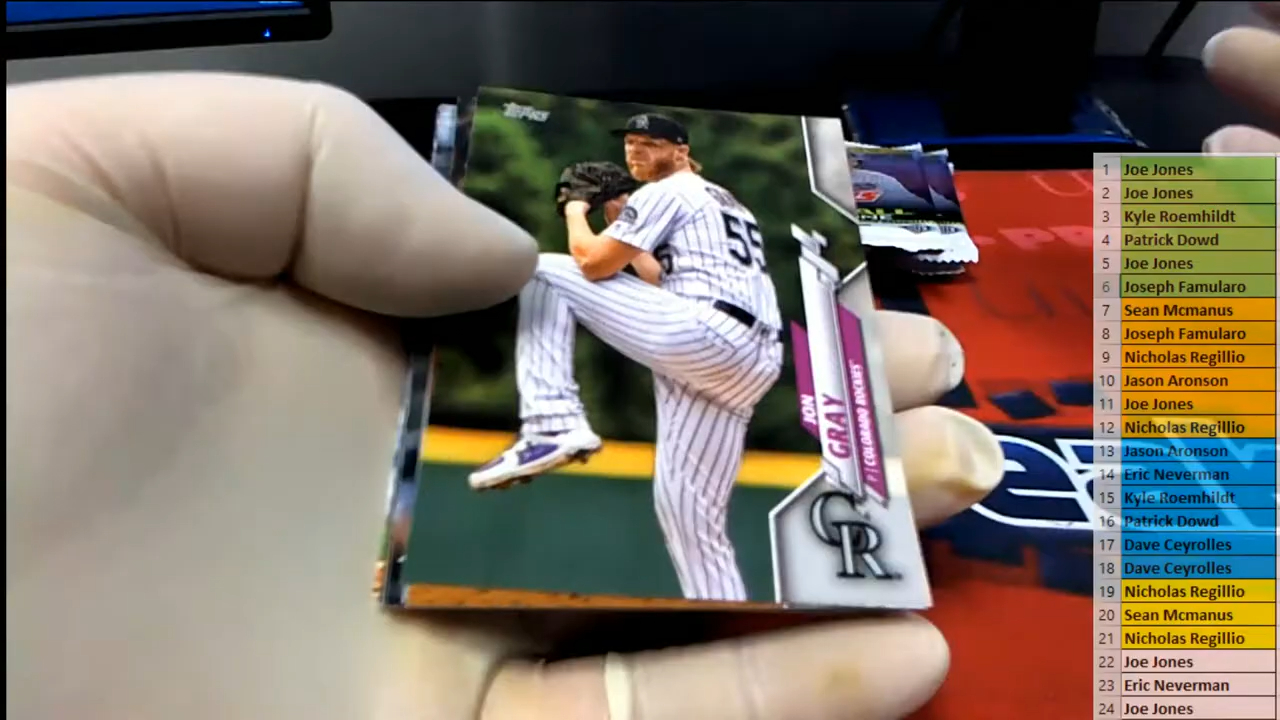 Topps
55
JON
GRAY
P | COLORADO ROCKIES
CR
1 Joe Jones
2 Joe Jones
3 Kyle Roemhildt
4 Patrick Dowd
5 Joe Jones
6 Joseph Famularo
7 Sean Mcmanus
8 Joseph Famularo
9 Nicholas Regillio
10 Jason Aronson
11 Joe Jones
12 Nicholas Regillio
13 Jason Aronson
14 Eric Neverman
15 Kyle Roemhildt
16 Patrick Dowd
17 Dave Ceyrolles
18 Dave Ceyrolles
19 Nicholas Regillio
20 Sean Mcmanus
21 Nicholas Regillio
22 Joe Jones
23 Eric Neverman
24 Joe Jones